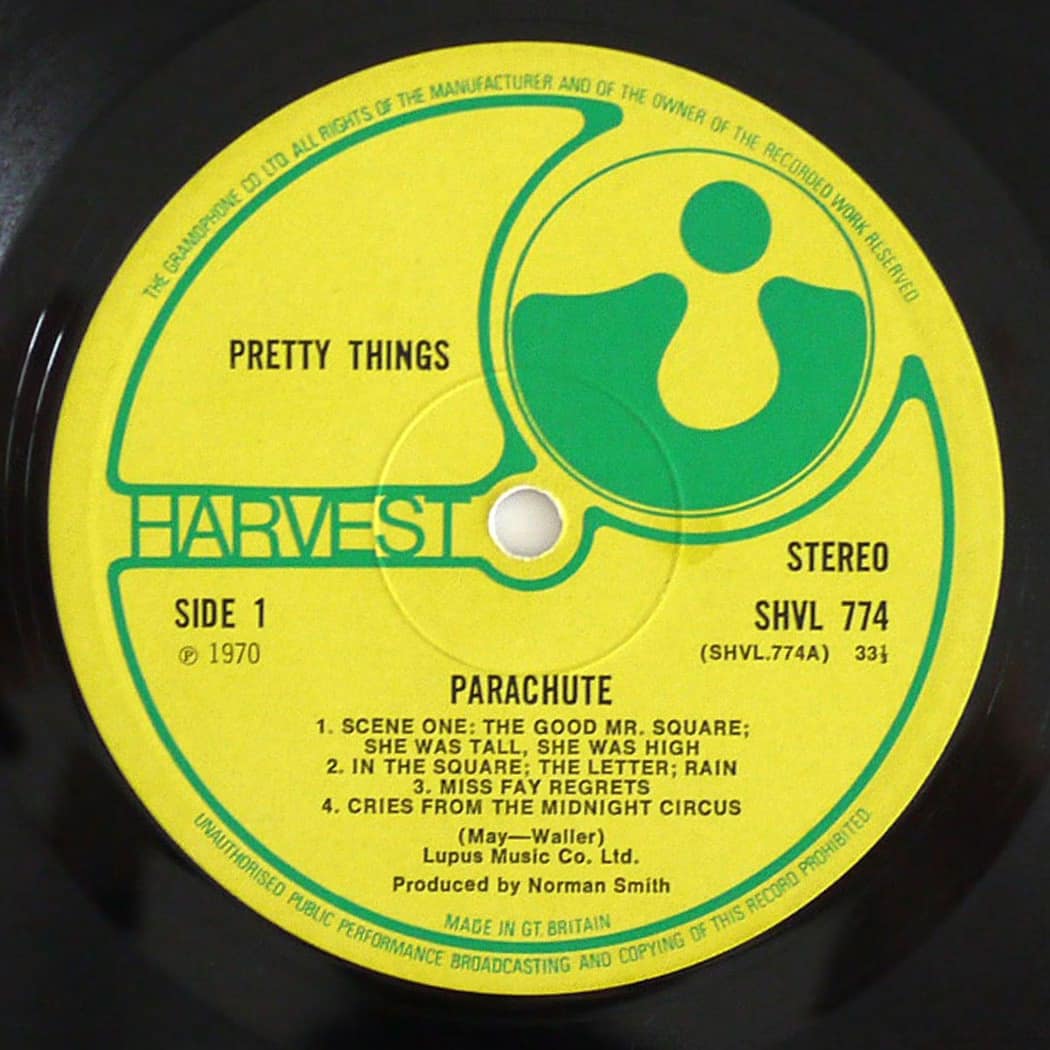 THE GRAMOPHONE CO LTD. ALL RIGHTS OF THE MANUFACTURER AND OF THE OWNER OF THE RECORDED WORK RESERVED
PRETTY THINGS
HARVEST
STEREO
SIDE 1
SHVL 774
℗ 1970
(SHVL.774A) 33⅓
PARACHUTE
1. SCENE ONE: THE GOOD MR. SQUARE;
SHE WAS TALL, SHE WAS HIGH
2. IN THE SQUARE; THE LETTER; RAIN
3. MISS FAY REGRETS
4. CRIES FROM THE MIDNIGHT CIRCUS
(May—Waller)
Lupus Music Co. Ltd.
Produced by Norman Smith
MADE IN GT. BRITAIN
UNAUTHORISED PUBLIC PERFORMANCE BROADCASTING AND COPYING OF THIS RECORD PROHIBITED